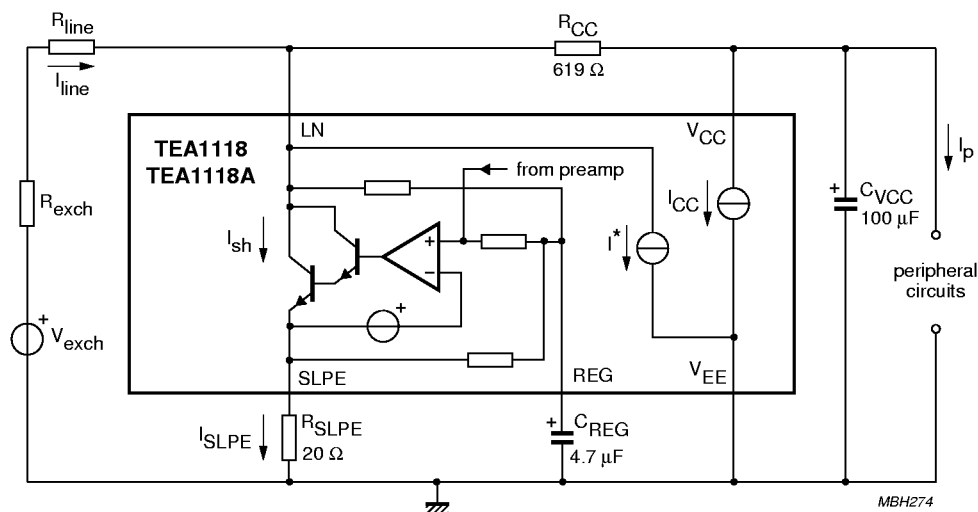 Rline
Iline
RCC
619 Ω
LN
VCC
TEA1118
TEA1118A
from preamp
Ip
Rexch
Ish
ICC
I*
+
CVCC
100 µF
+
−
+
peripheral
circuits
+
Vexch
SLPE
REG
VEE
ISLPE
RSLPE
20 Ω
+
CREG
4.7 µF
MBH274